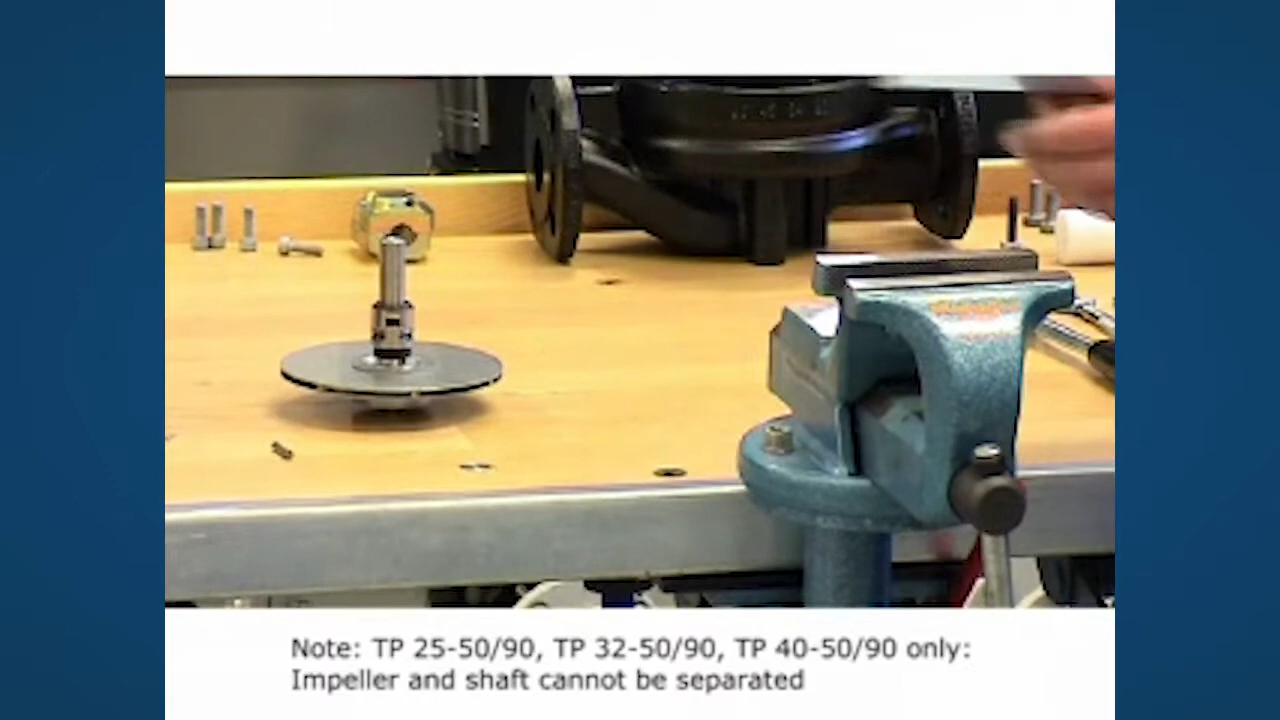 Note: TP 25-50/90, TP 32-50/90, TP 40-50/90 only:
Impeller and shaft cannot be separated